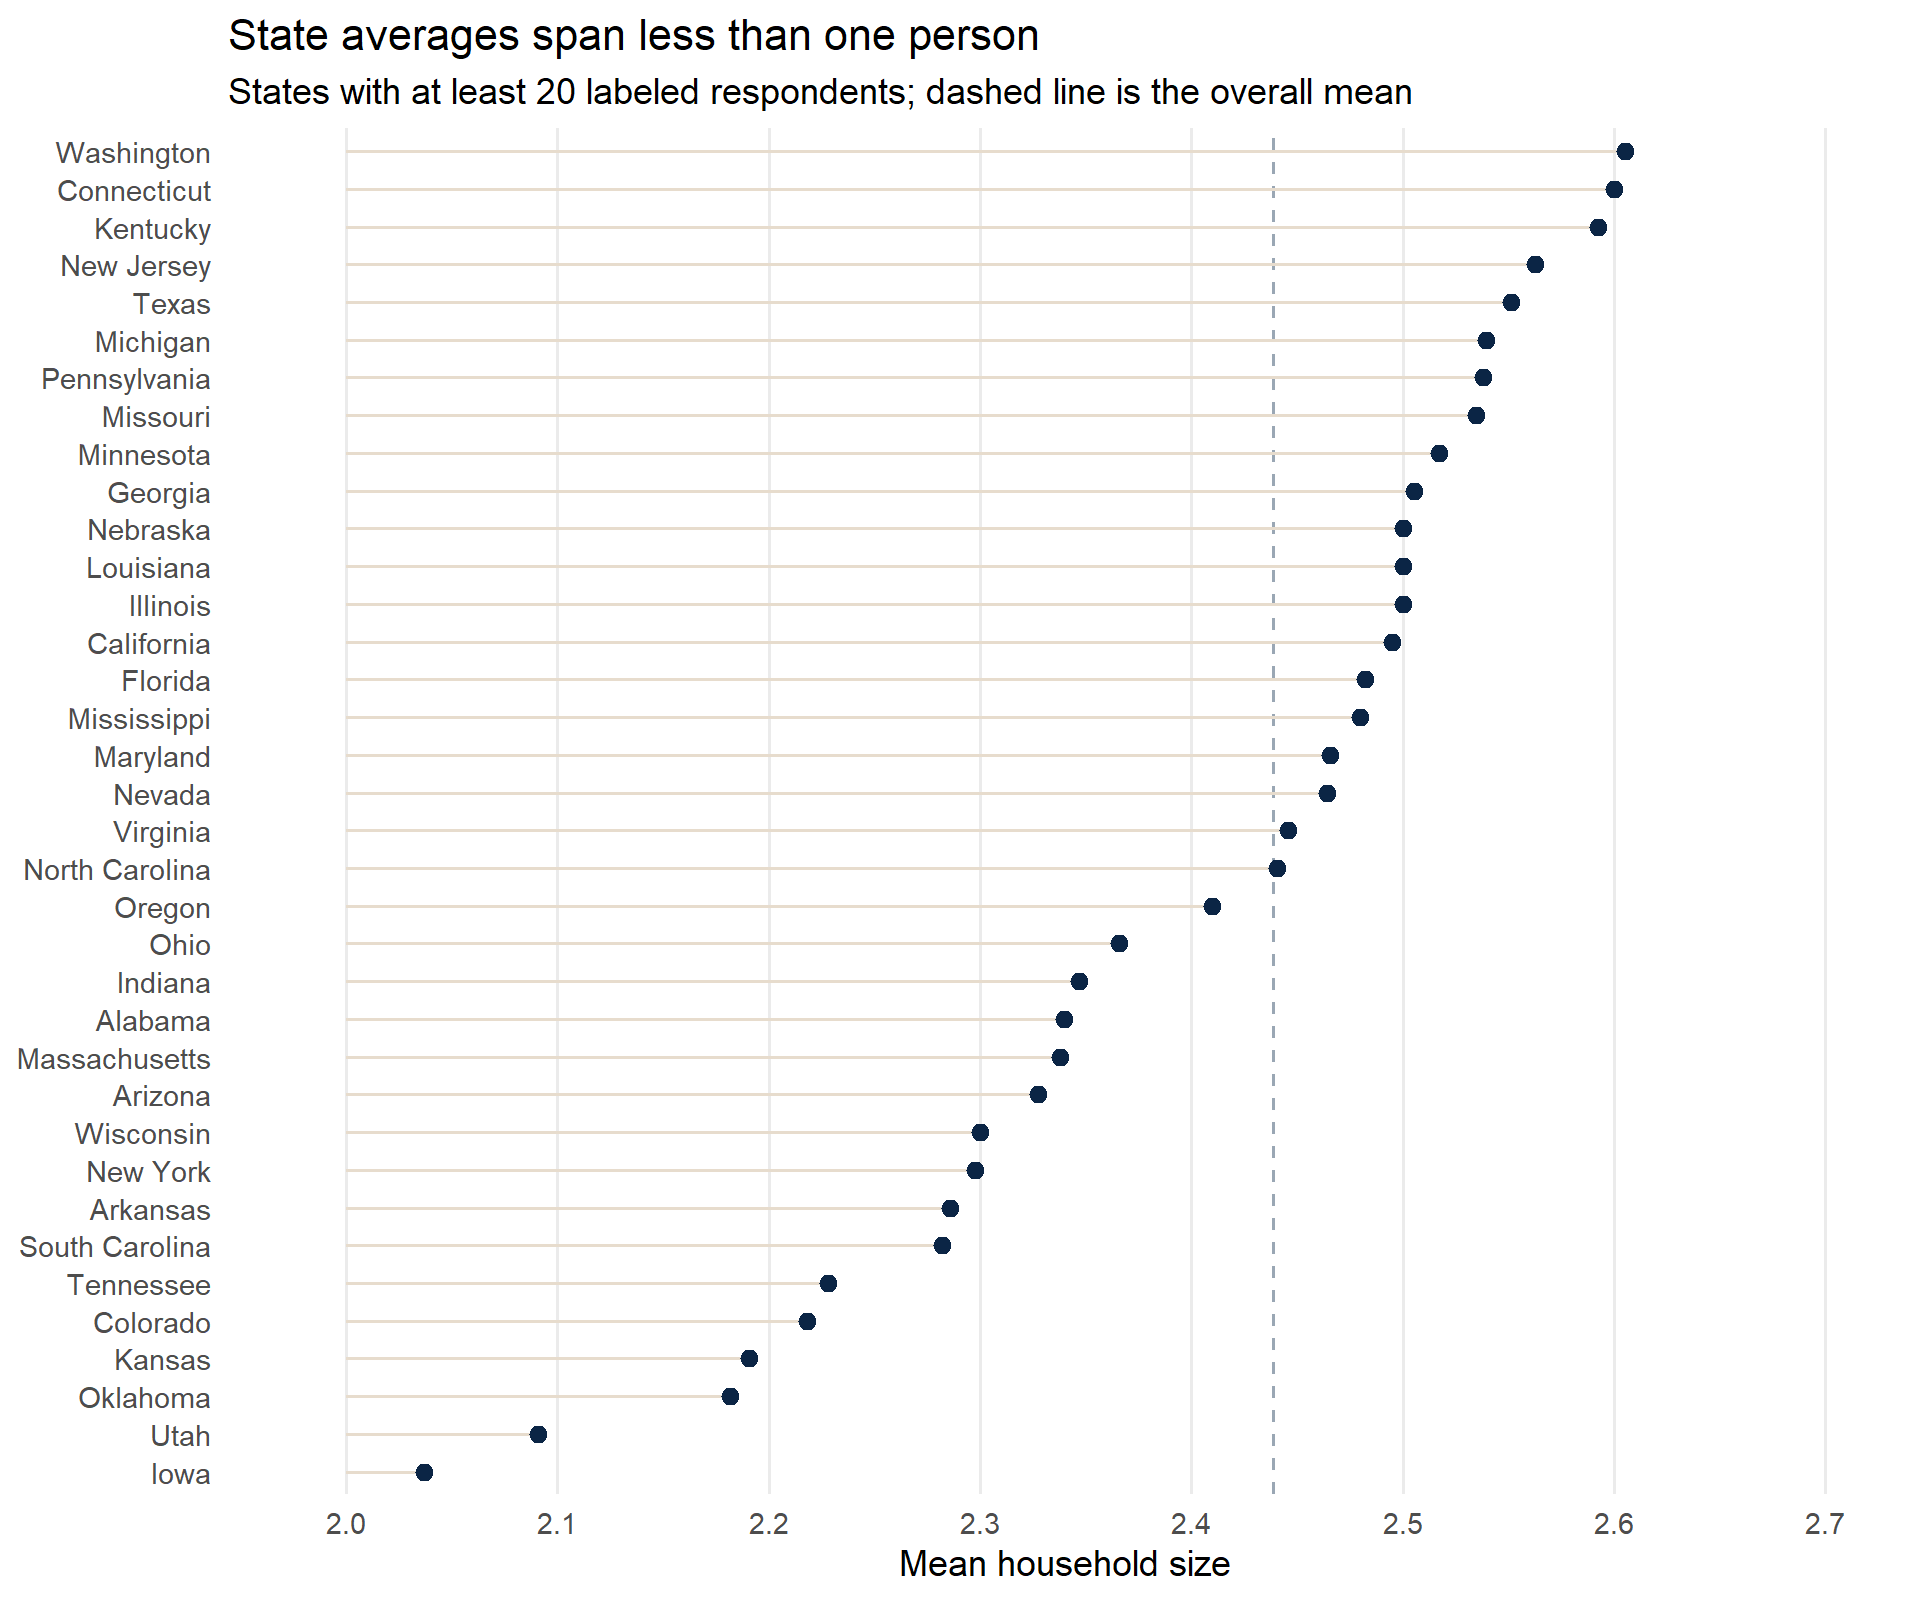 State averages span less than one person
States with at least 20 labeled respondents; dashed line is the overall mean
Washington
Connecticut
Kentucky
New Jersey
Texas
Michigan
Pennsylvania
Missouri
Minnesota
Georgia
Nebraska
Louisiana
Illinois
California
Florida
Mississippi
Maryland
Nevada
Virginia
North Carolina
Oregon
Ohio
Indiana
Alabama
Massachusetts
Arizona
Wisconsin
New York
Arkansas
South Carolina
Tennessee
Colorado
Kansas
Oklahoma
Utah
Iowa
2.0 2.1 2.2 2.3 2.4 2.5 2.6 2.7
Mean household size